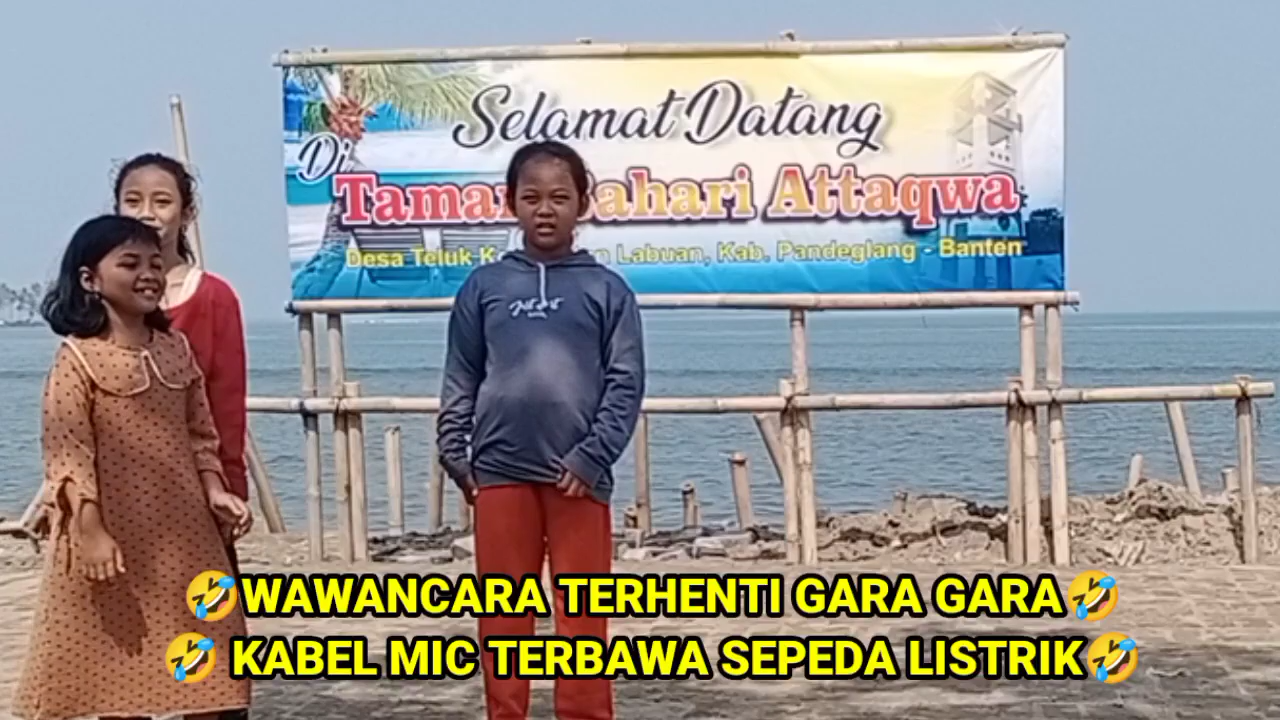 Selamat Datang
Di
Taman Bahari Attaqwa
Desa Teluk Labuan, Kab. Pandeglang - Banten
🤣WAWANCARA TERHENTI GARA GARA🤣
🤣 KABEL MIC TERBAWA SEPEDA LISTRIK🤣